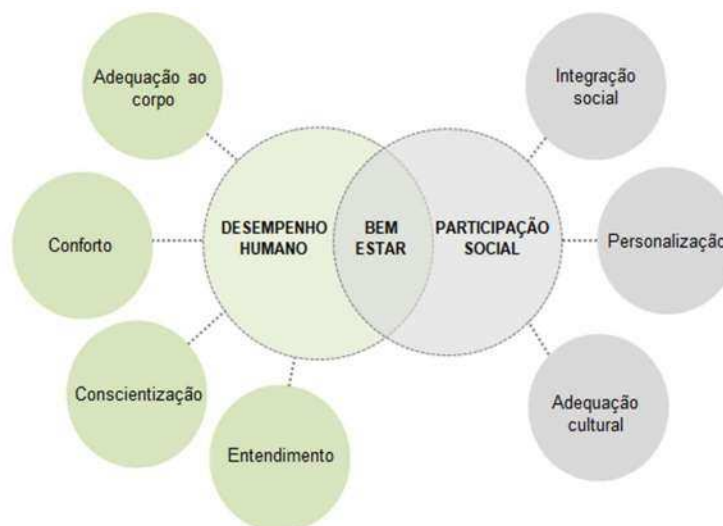 Adequação ao
corpo
Conforto
Conscientização
Entendimento
DESEMPENHO
HUMANO
BEM
ESTAR
PARTICIPAÇÃO
SOCIAL
Integração
social
Personalização
Adequação
cultural